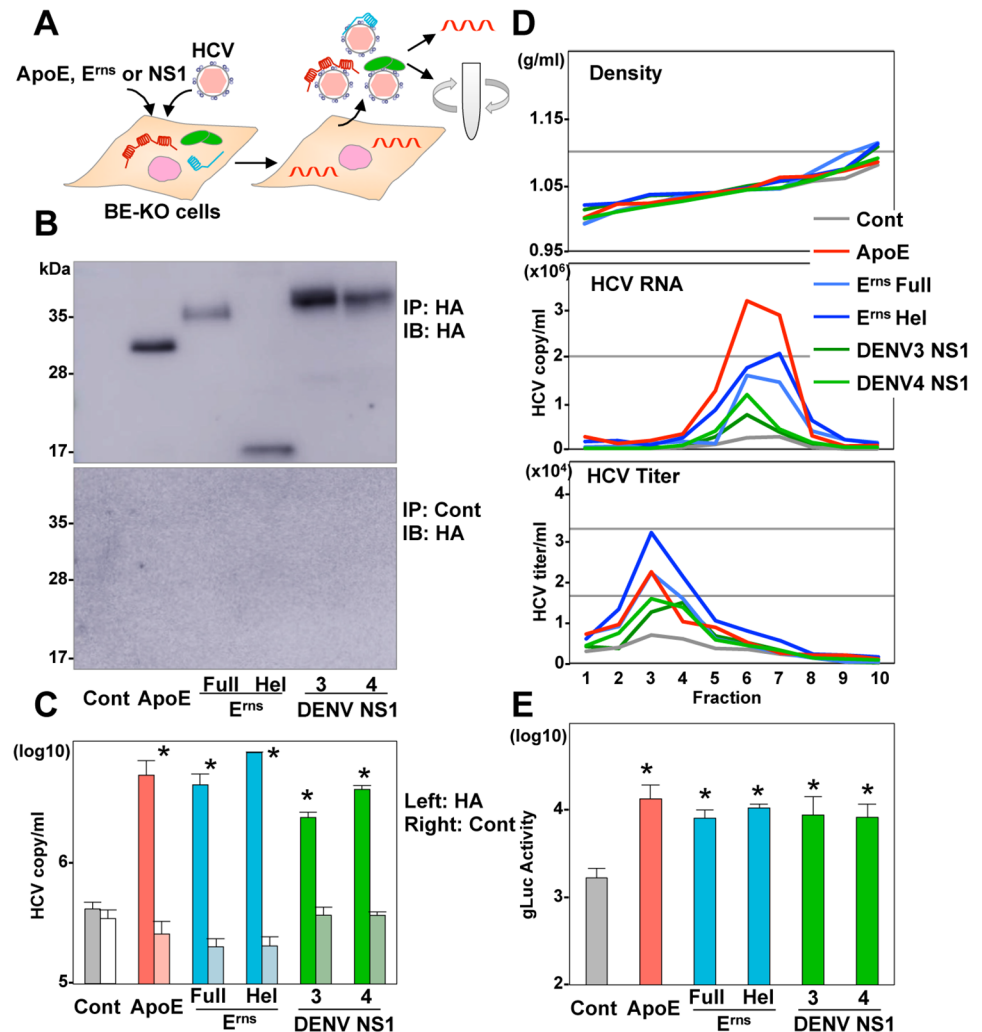 A
HCV
ApoE, Erns or NS1
BE-KO cells
B
kDa
35
28
17
IP: HA
IB: HA
35
28
17
IP: Cont
IB: HA
Cont ApoE Full Hel 3 4
Erns DENV NS1
C
(log10)
HCV copy/ml
6
5
*
*
*
*
*
Left: HA
Right: Cont
Cont ApoE Full Hel 3 4
Erns DENV NS1
D
(g/ml)
Density
1.15
1.05
0.95
Cont
ApoE
Erns Full
Erns Hel
DENV3 NS1
DENV4 NS1
(x106)
HCV RNA
HCV copy/ml
3
2
1
0
(x104)
HCV Titer
HCV titer/ml
4
3
2
1
0
1 2 3 4 5 6 7 8 9 10
Fraction
E
(log10)
gLuc Activity
4
3
2
*
*
*
*
*
Cont ApoE Full Hel 3 4
Erns DENV NS1